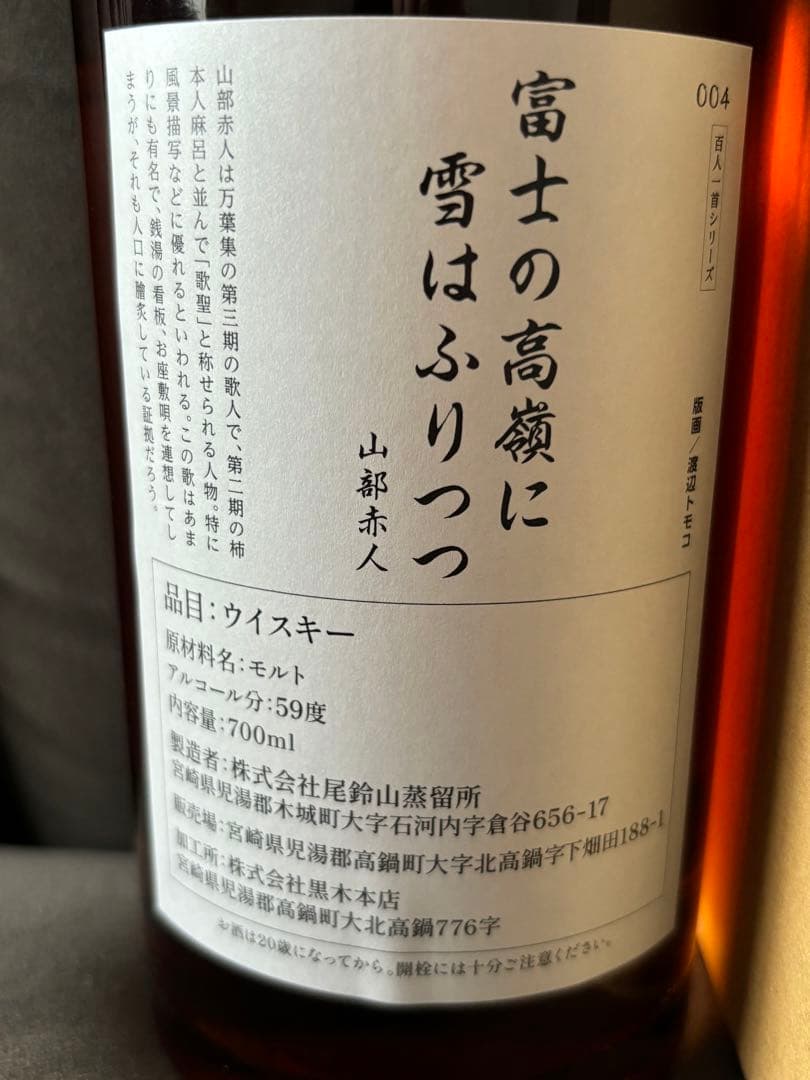 004
百人一首シリーズ
版画／渡辺トモコ
富士の高嶺に
雪はふりつつ
山部赤人
山部赤人は万葉集の第三期の歌人で、第二期の柿
本人麻呂と並んで「歌聖」と称せられる人物。特に
風景描写などに優れるといわれる。この歌はあま
りにも有名で、銭湯の看板、お座敷唄を連想してし
まうが、それも人口に膾炙している証拠だろう。
品目：ウイスキー
原材料名：モルト
アルコール分：59度
内容量：700ml
製造者：株式会社尾鈴山蒸留所
宮崎県児湯郡木城町大字石河内字倉谷656-17
販売場：宮崎県児湯郡高鍋町大字北高鍋字下畑田188-1
加工所：株式会社黒木本店
宮崎県児湯郡高鍋町大北高鍋776字
お酒は20歳になってから。開栓には十分ご注意ください。